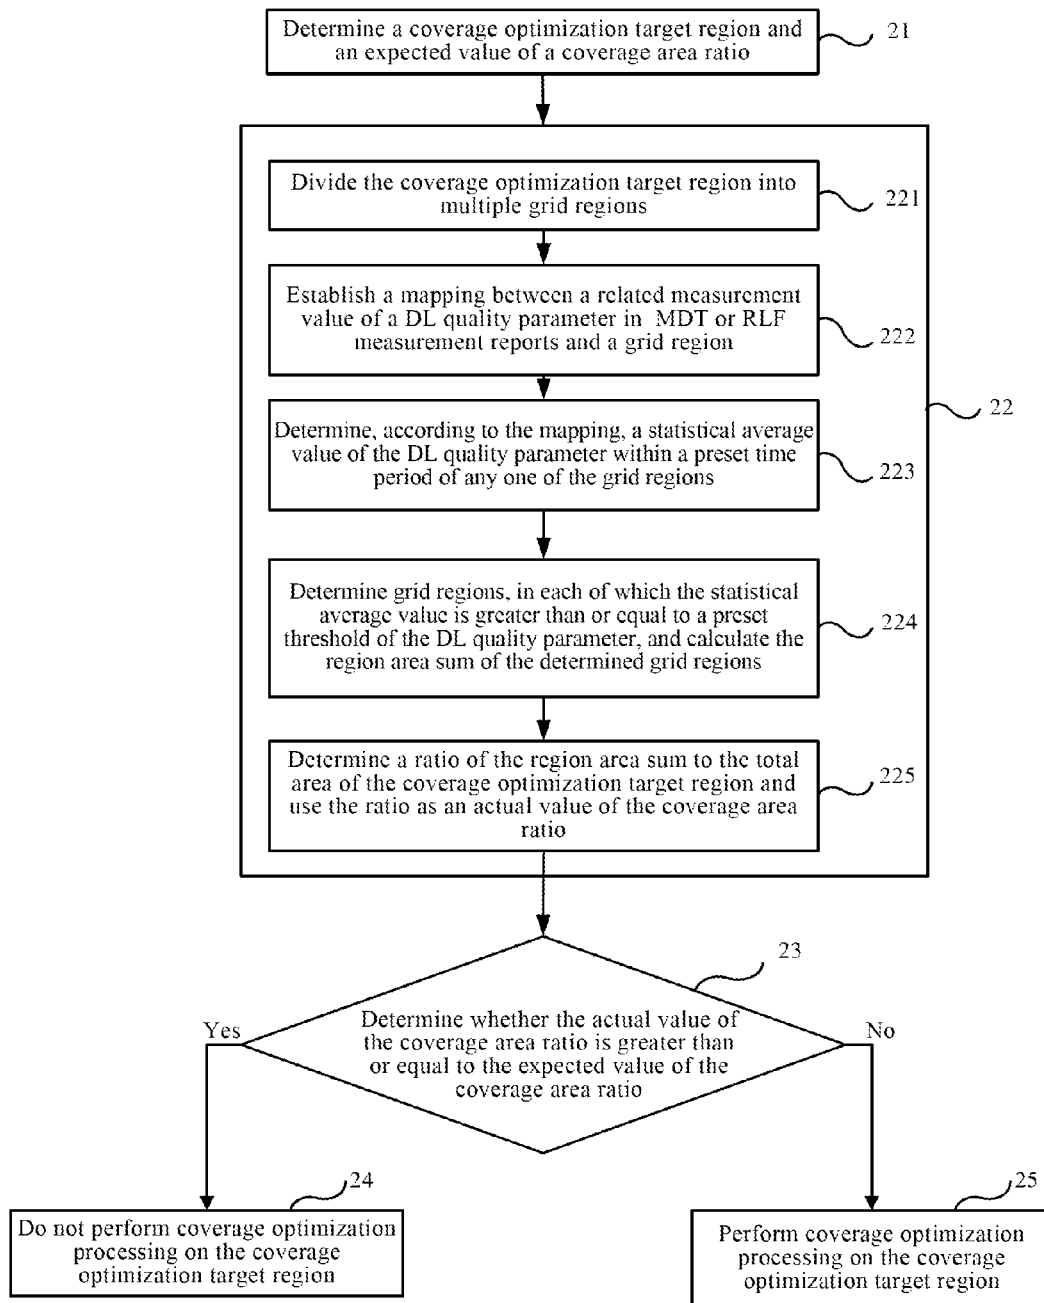 Determine a coverage optimization target region and
an expected value of a coverage area ratio
21
Divide the coverage optimization target region into
multiple grid regions
221
Establish a mapping between a related measurement
value of a DL quality parameter in MDT or RLF
measurement reports and a grid region
222
22
Determine, according to the mapping, a statistical average
value of the DL quality parameter within a preset time
period of any one of the grid regions
223
Determine grid regions, in each of which the statistical
average value is greater than or equal to a preset
threshold of the DL quality parameter, and calculate the
region area sum of the determined grid regions
224
Determine a ratio of the region area sum to the total
area of the coverage optimization target region and
use the ratio as an actual value of the coverage area
ratio
225
23
Determine whether the actual value of
the coverage area ratio is greater than
or equal to the expected value of the
coverage area ratio
Yes
No
24
Do not perform coverage optimization
processing on the coverage
optimization target region
25
Perform coverage optimization
processing on the coverage
optimization target region